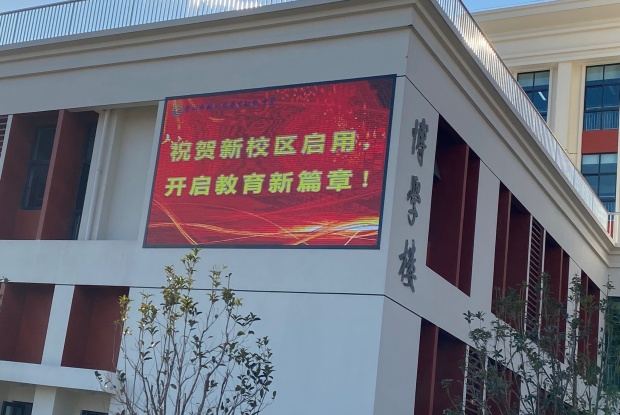 祝贺新校区启用，
开启教育新篇章！
博学楼